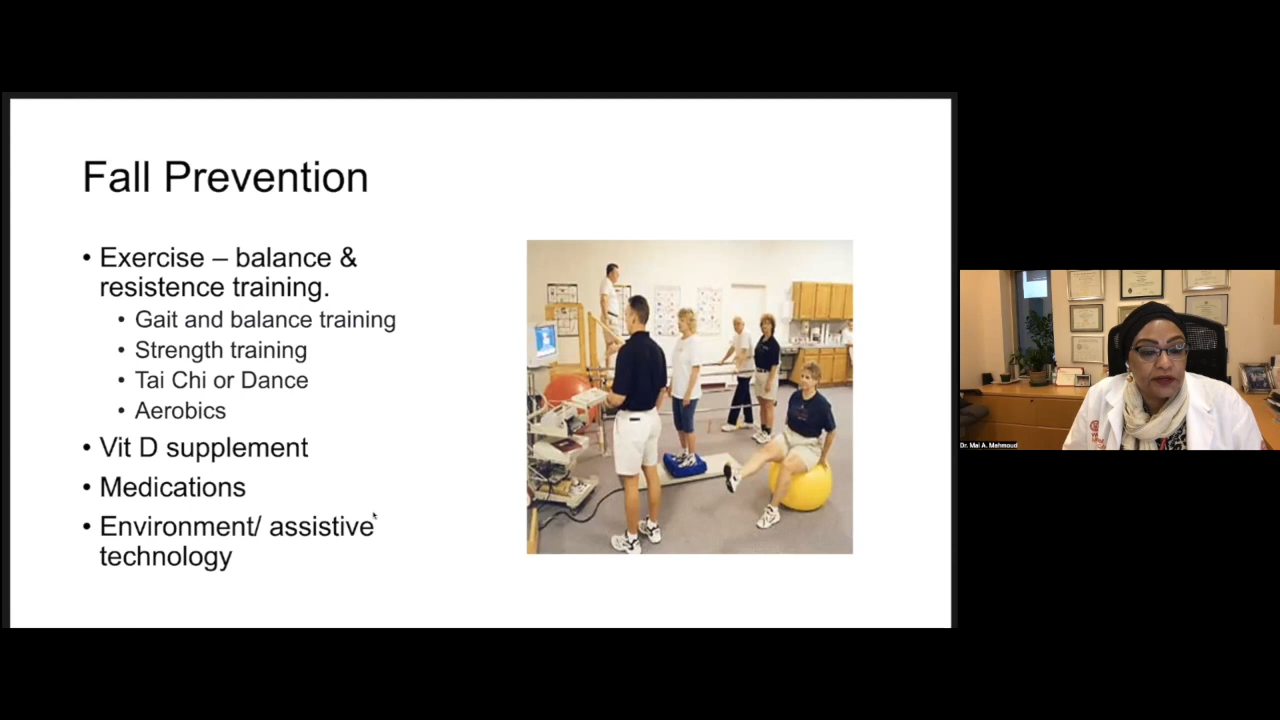 Fall Prevention
• Exercise – balance &
resistence training.
• Gait and balance training
• Strength training
• Tai Chi or Dance
• Aerobics
• Vit D supplement
• Medications
• Environment/ assistive
technology
Dr. Mai A. Mahmoud